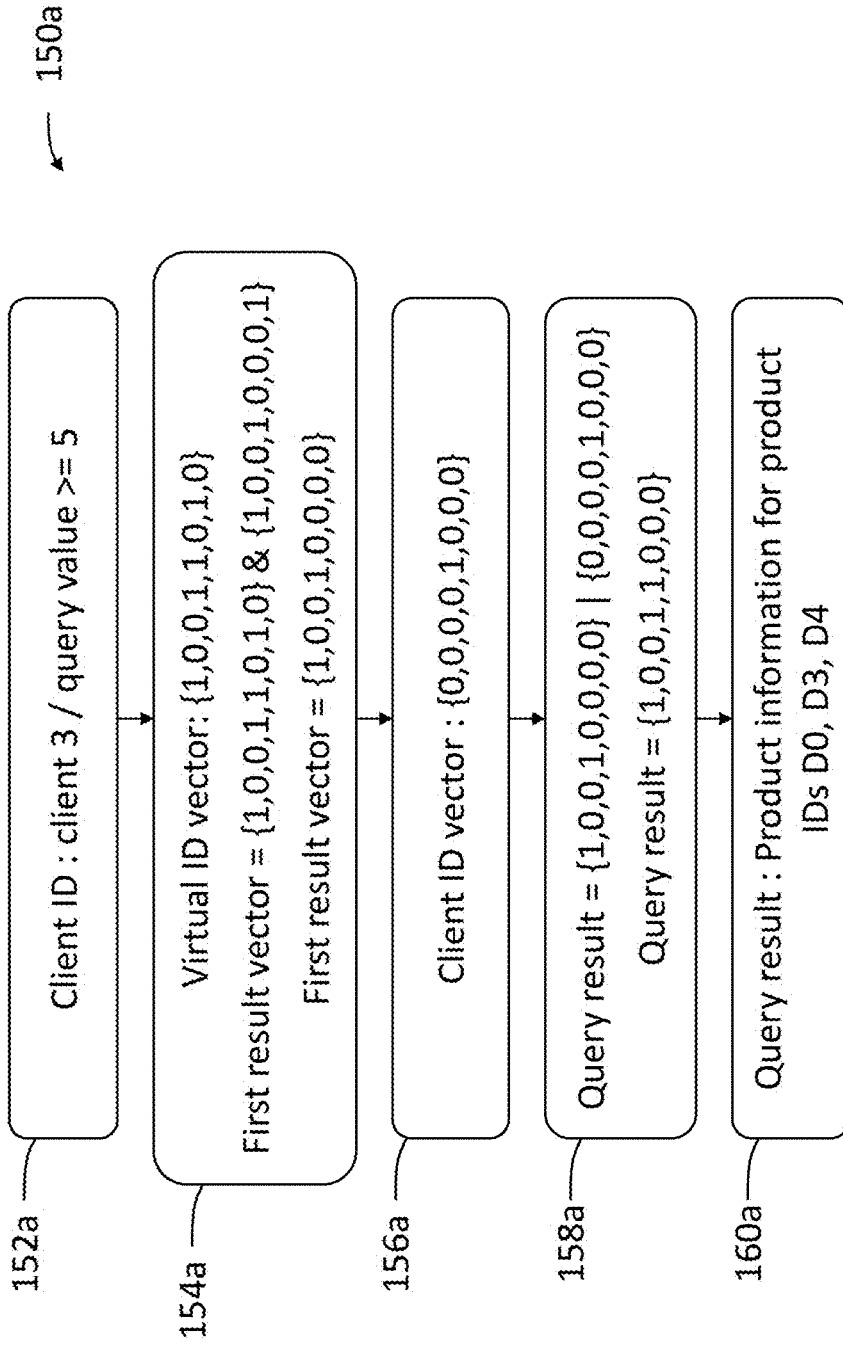 150a
152a
Client ID : client 3 / query value >= 5
154a
Virtual ID vector: {1,0,0,1,1,0,1,0}
First result vector = {1,0,0,1,1,0,1,0} & {1,0,0,1,0,0,0,1}
First result vector = {1,0,0,1,0,0,0,0}
156a
Client ID vector : {0,0,0,0,1,0,0,0}
158a
Query result = {1,0,0,1,0,0,0,0} | {0,0,0,0,1,0,0,0}
Query result = {1,0,0,1,1,0,0,0}
160a
Query result : Product information for product
IDs D0, D3, D4